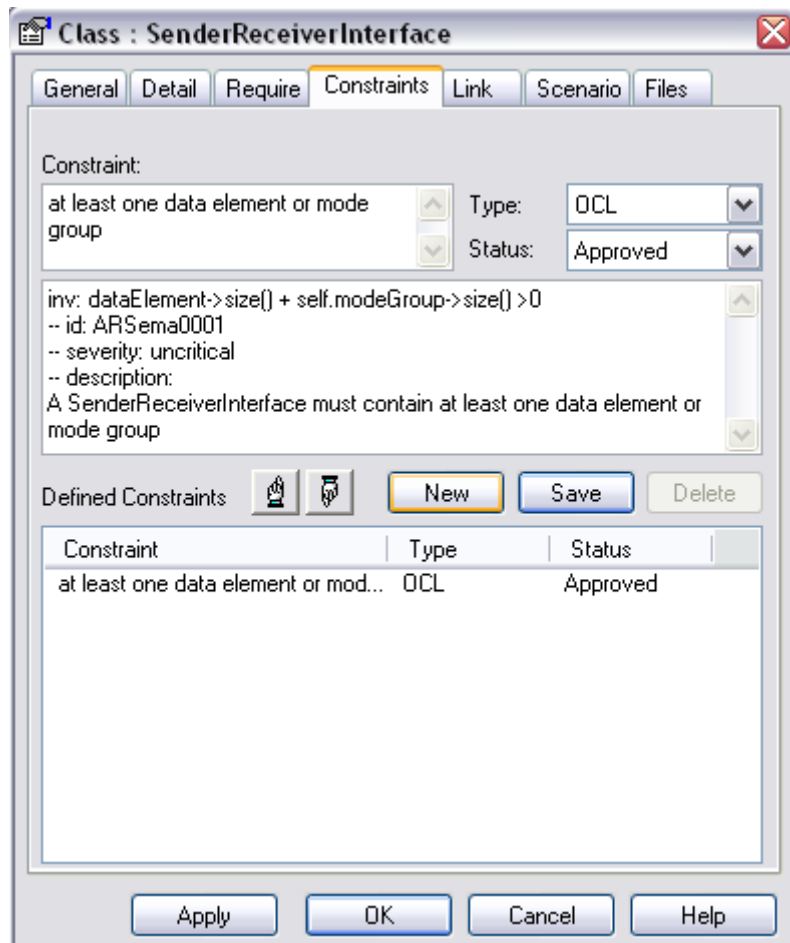 Class : SenderReceiverInterface
General Detail Require Constraints Link Scenario Files
Constraint:
at least one data element or mode
group
Type: OCL
Status: Approved
inv: dataElement->size() + self.modeGroup->size() >0
-- id: ARSema0001
-- severity: uncritical
-- description:
A SenderReceiverInterface must contain at least one data element or
mode group
Defined Constraints New Save Delete
Constraint Type Status
at least one data element or mod... OCL Approved
Apply OK Cancel Help